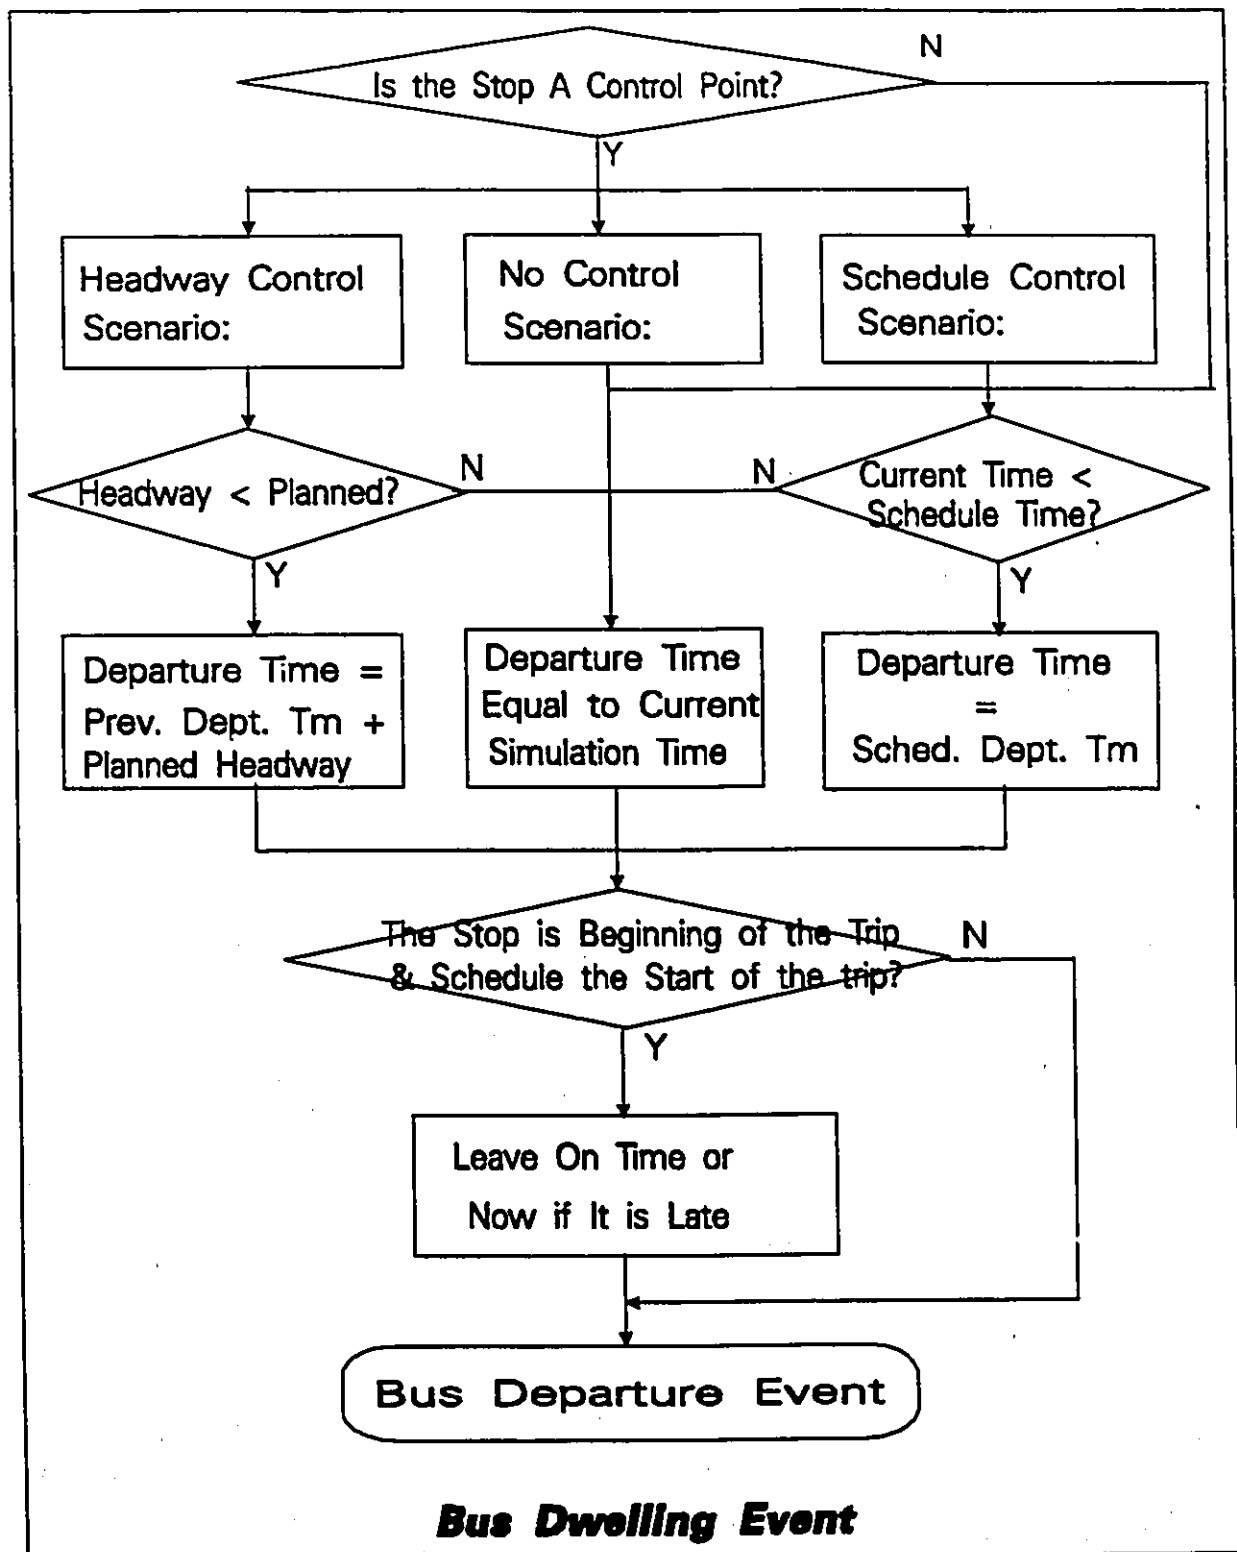 N
Is the Stop A Control Point?
Y
Headway Control
Scenario:
No Control
Scenario:
Schedule Control
Scenario:
Headway < Planned?
N
N
Current Time <
Schedule Time?
Y
Y
Departure Time =
Prev. Dept. Tm +
Planned Headway
Departure Time
Equal to Current
Simulation Time
Departure Time
=
Sched. Dept. Tm
The Stop is Beginning of the Trip
& Schedule the Start of the trip?
N
Y
Leave On Time or
Now if It is Late
Bus Departure Event
Bus Dwelling Event